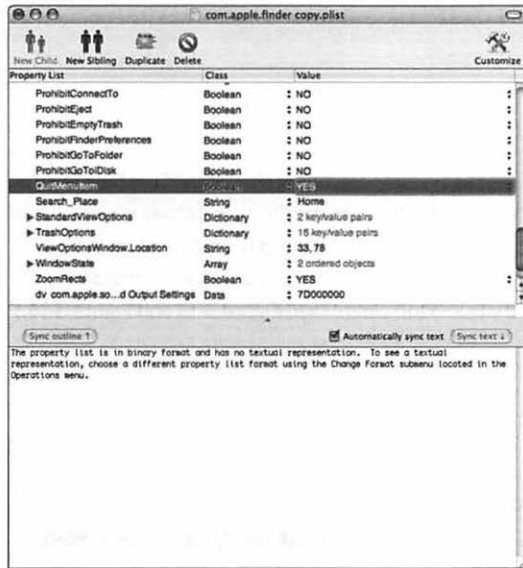 com.apple.finder copy.plist
New Child New Sibling Duplicate Delete Customize
Property List Class Value
ProhibitConnectTo Boolean NO
ProhibitEject Boolean NO
ProhibitEmptyTrash Boolean NO
ProhibitFinderPreferences Boolean NO
ProhibitGoToFolder Boolean NO
ProhibitGoToiDisk Boolean NO
QuitMenuItem Boolean YES
Search_Place String Home
StandardViewOptions Dictionary 2 key/value pairs
TrashOptions Dictionary 16 key/value pairs
ViewOptionsWindow.Location String 33, 78
WindowState Array 2 ordered objects
ZoomRects Boolean YES
dv com.apple.so...d Output Settings Data 7D000000
Sync outline ↑ Automatically sync text Sync text ↓
The property list is in binary format and has no textual representation. To see a textual
representation, choose a different property list format using the Change Format submenu located in the
Operations menu.